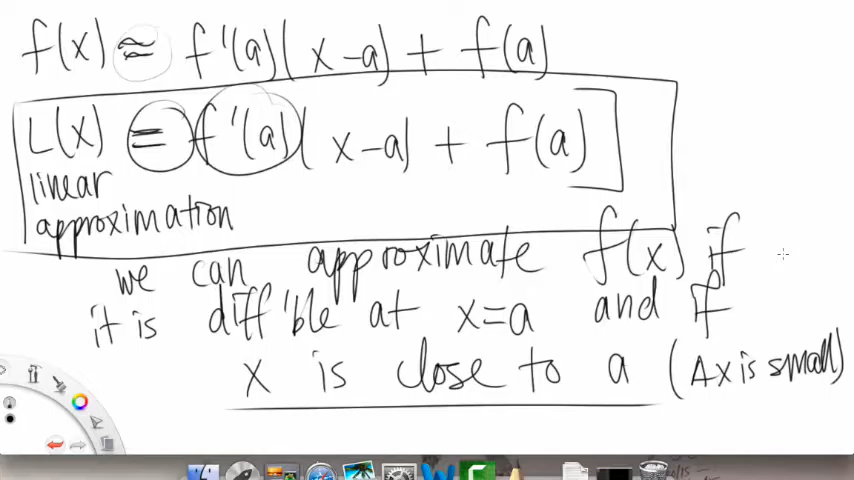 f(x) ≈ f'(a)(x-a) + f(a)
L(x) = f'(a)(x-a) + f(a)
linear
approximation
we can approximate f(x) if
it is diff'ble at x=a and if
x is close to a (Δx is small)